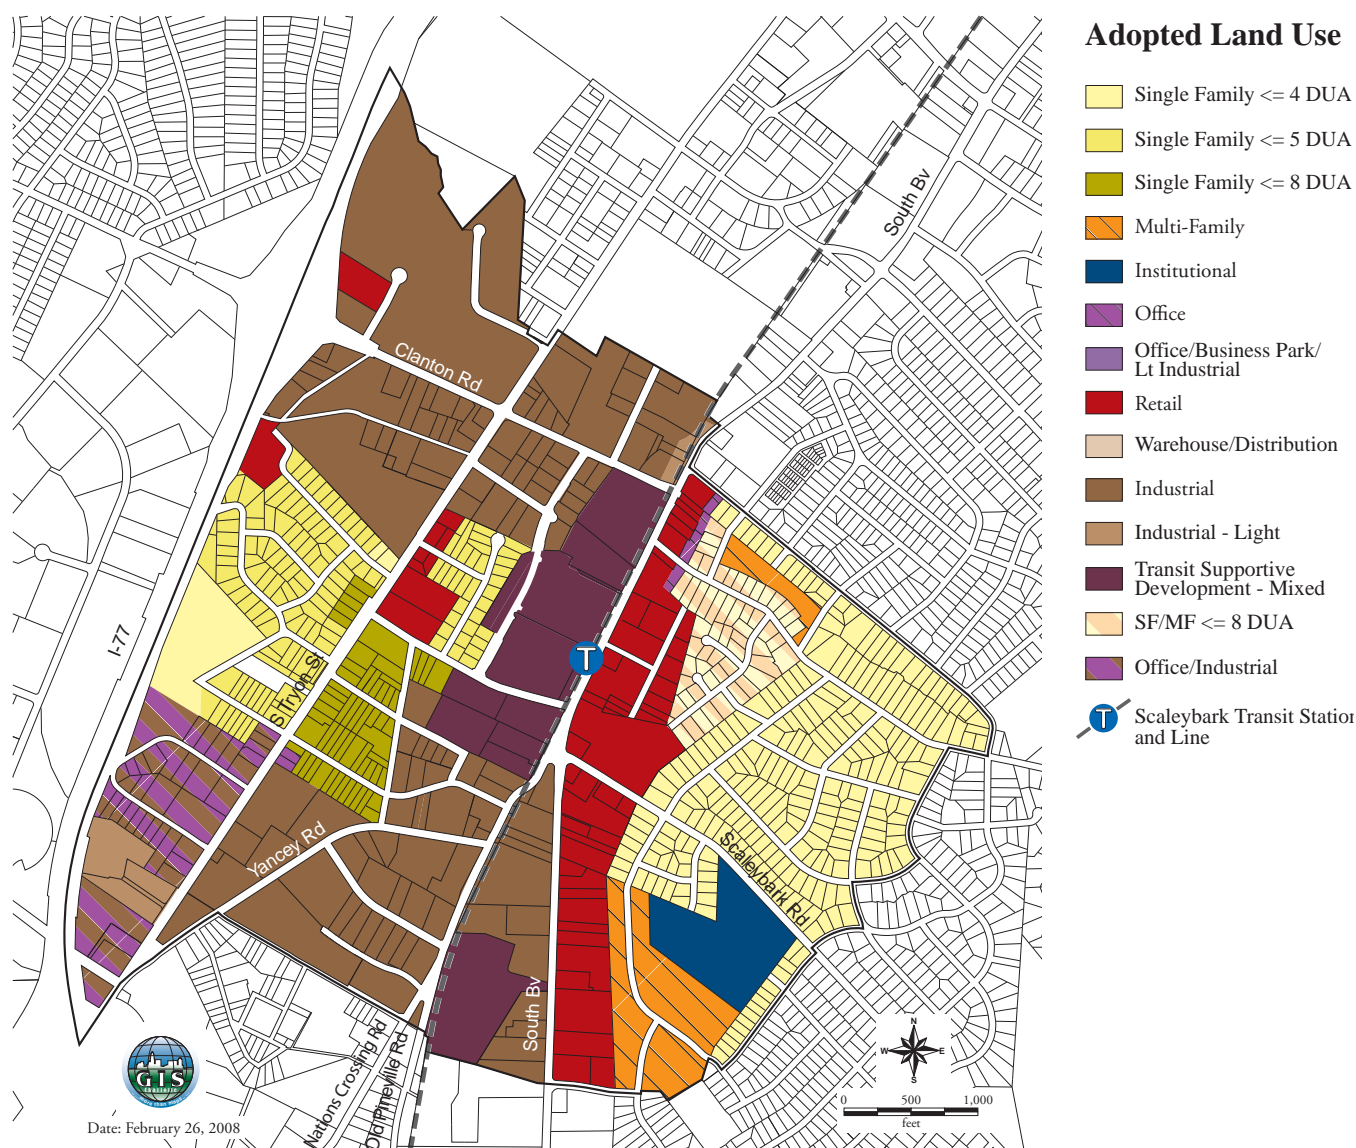 Adopted Land Use
Single Family <= 4 DUA
Single Family <= 5 DUA
Single Family <= 8 DUA
Multi-Family
Institutional
Office
Office/Business Park/
Lt Industrial
Retail
Warehouse/Distribution
Industrial
Industrial - Light
Transit Supportive
Development - Mixed
SF/MF <= 8 DUA
Office/Industrial
T
Scaleybark Transit Station
and Line
South Bv
Clanton Rd
I-77
S Tryon St
T
Yancey Rd
Scaleybark Rd
South Bv
Nations Crossing Rd
Old Pineville Rd
GIS
Date: February 26, 2008
N
W
E
S
0 500 1,000
feet